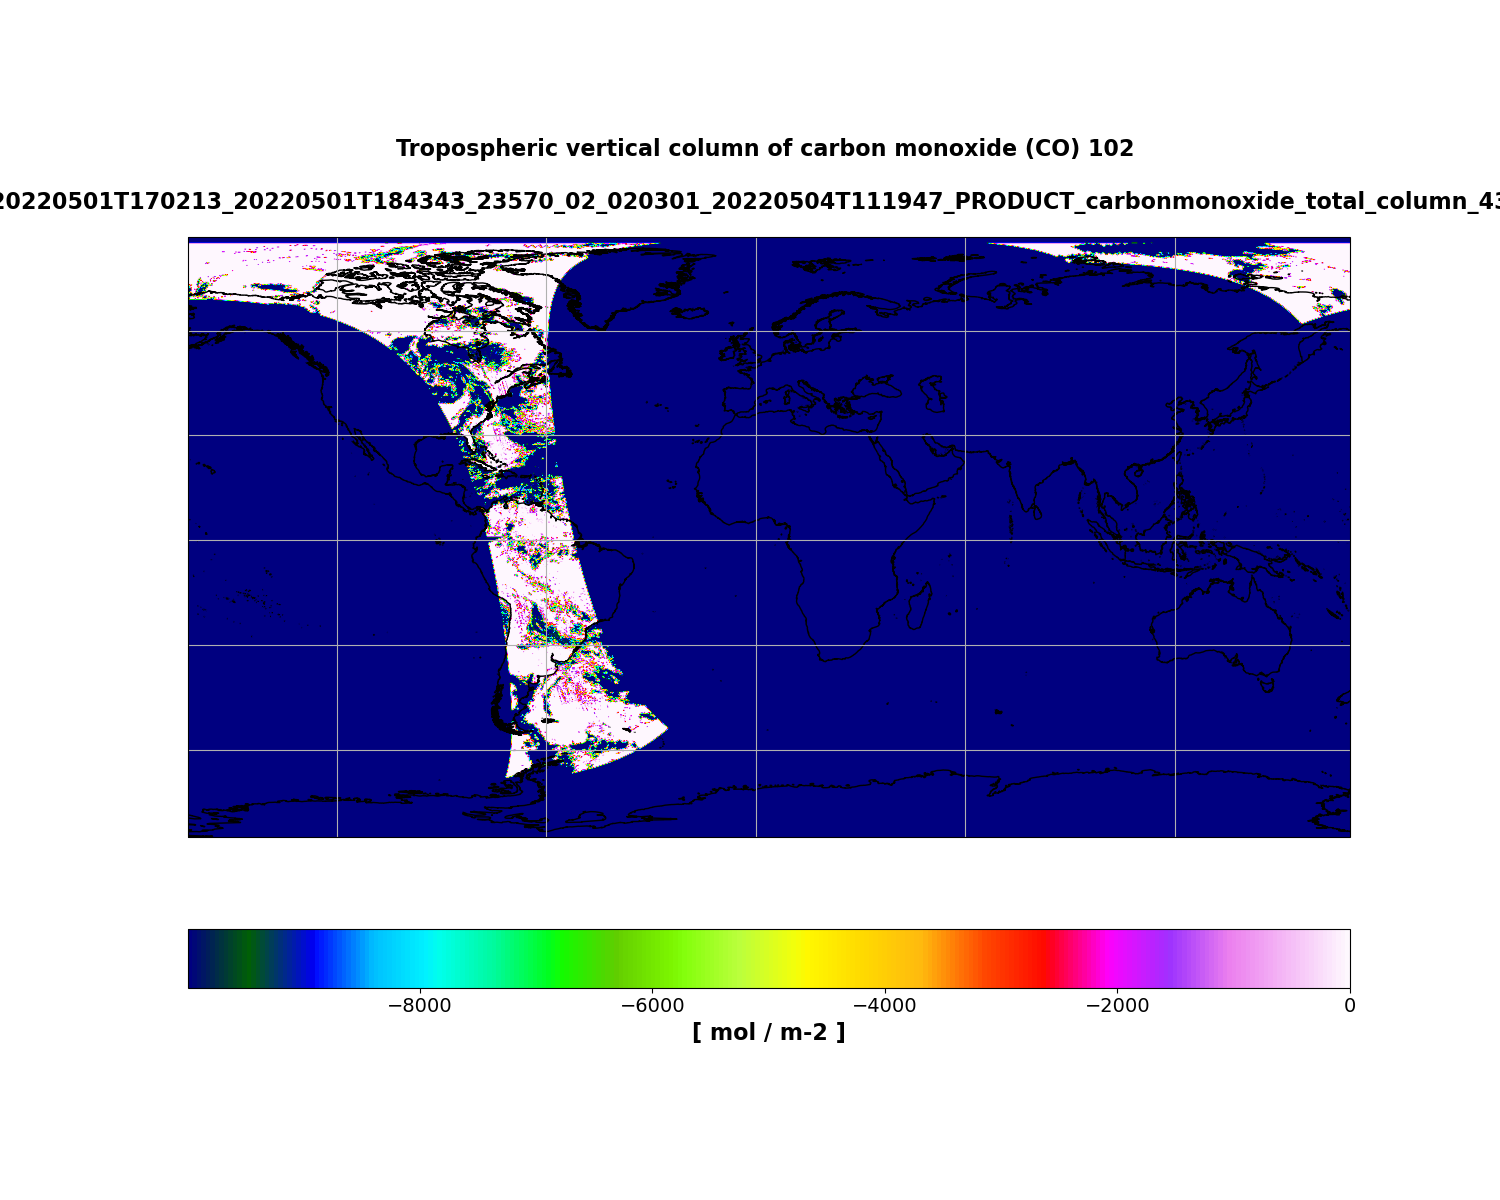 Tropospheric vertical column of carbon monoxide (CO) 102
20220501T170213_20220501T184343_23570_02_020301_20220504T111947_PRODUCT_carbonmonoxide_total_column_43
−8000 −6000 −4000 −2000 0
[ mol / m-2 ]